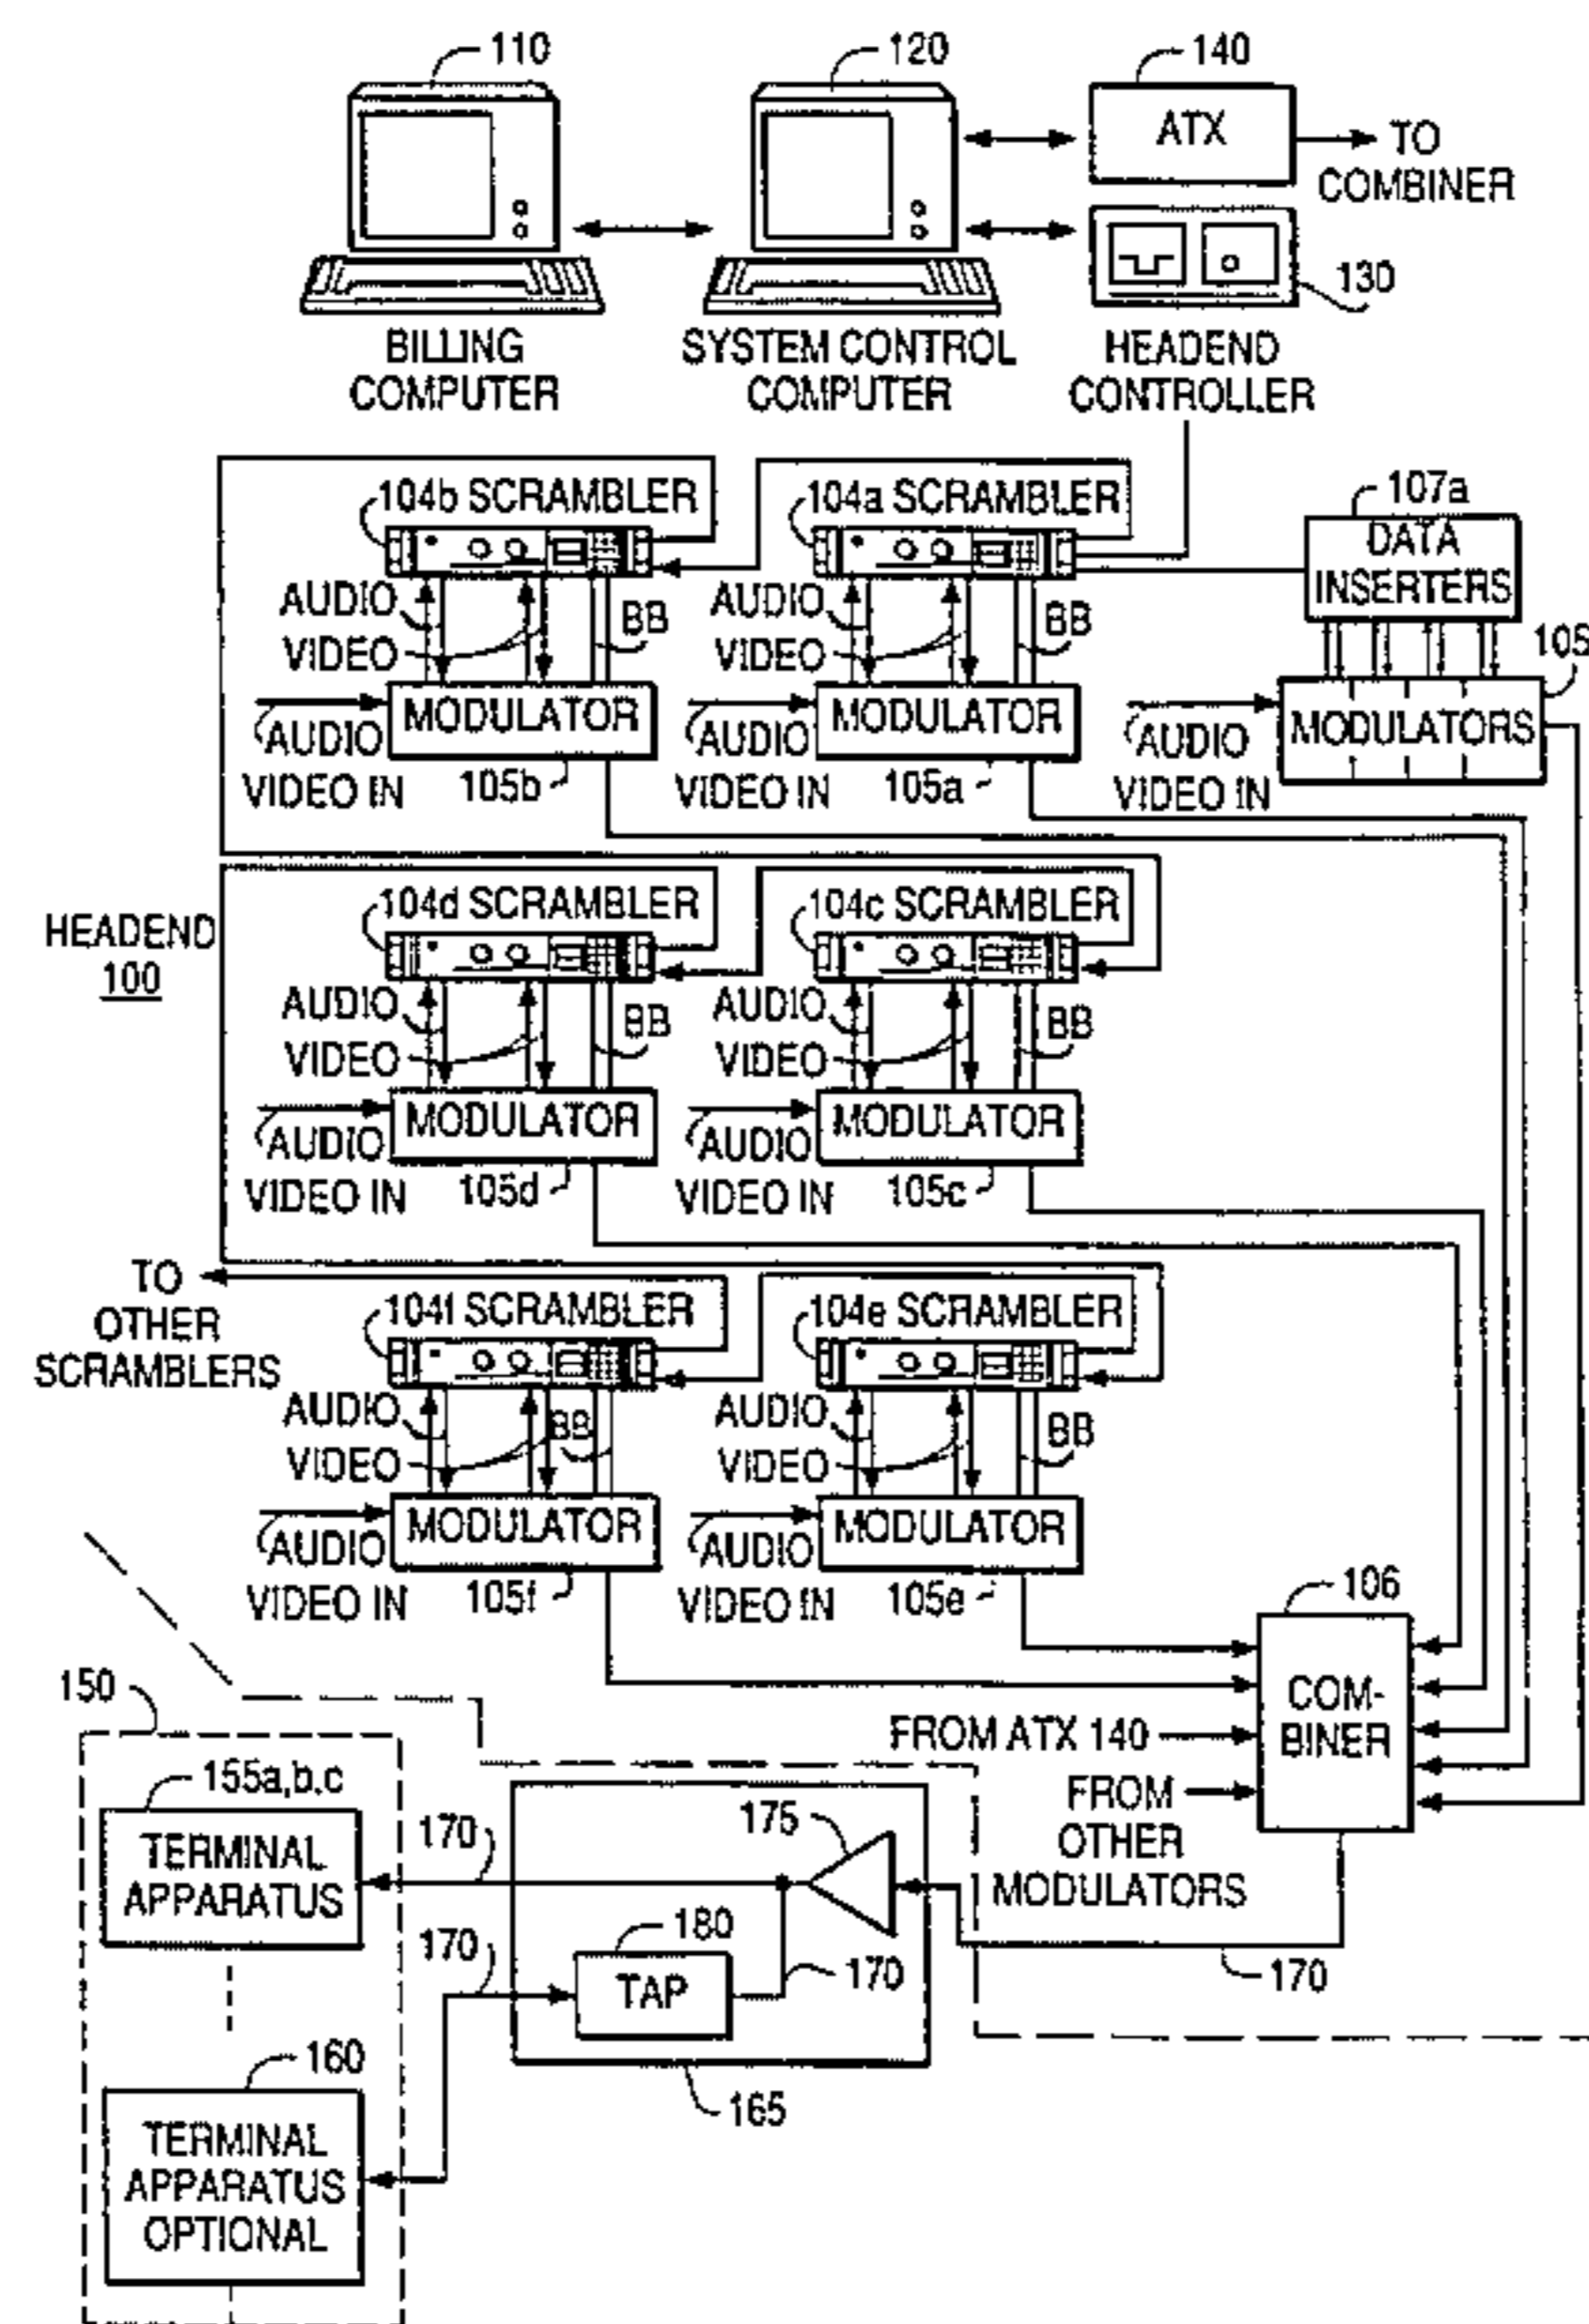 110
120
140
ATX
TO
COMBINER
130
BILLING
COMPUTER
SYSTEM CONTROL
COMPUTER
HEADEND
CONTROLLER
104b SCRAMBLER
104a SCRAMBLER
107a
DATA
INSERTERS
AUDIO
VIDEO
BB
AUDIO
VIDEO
BB
105
MODULATOR
MODULATOR
MODULATORS
AUDIO
VIDEO IN
105b
AUDIO
VIDEO IN
105a
AUDIO
VIDEO IN
HEADEND
100
104d SCRAMBLER
104c SCRAMBLER
AUDIO
VIDEO
BB
AUDIO
VIDEO
BB
MODULATOR
MODULATOR
AUDIO
VIDEO IN
105d
AUDIO
VIDEO IN
105c
TO
OTHER
SCRAMBLERS
104f SCRAMBLER
104e SCRAMBLER
AUDIO
VIDEO
BB
AUDIO
VIDEO
BB
MODULATOR
MODULATOR
AUDIO
VIDEO IN
105f
AUDIO
VIDEO IN
105e
106
COM-
BINER
FROM ATX 140
FROM
OTHER
MODULATORS
150
155a,b,c
TERMINAL
APPARATUS
170
175
170
180
TAP
170
170
160
TERMINAL
APPARATUS
OPTIONAL
165